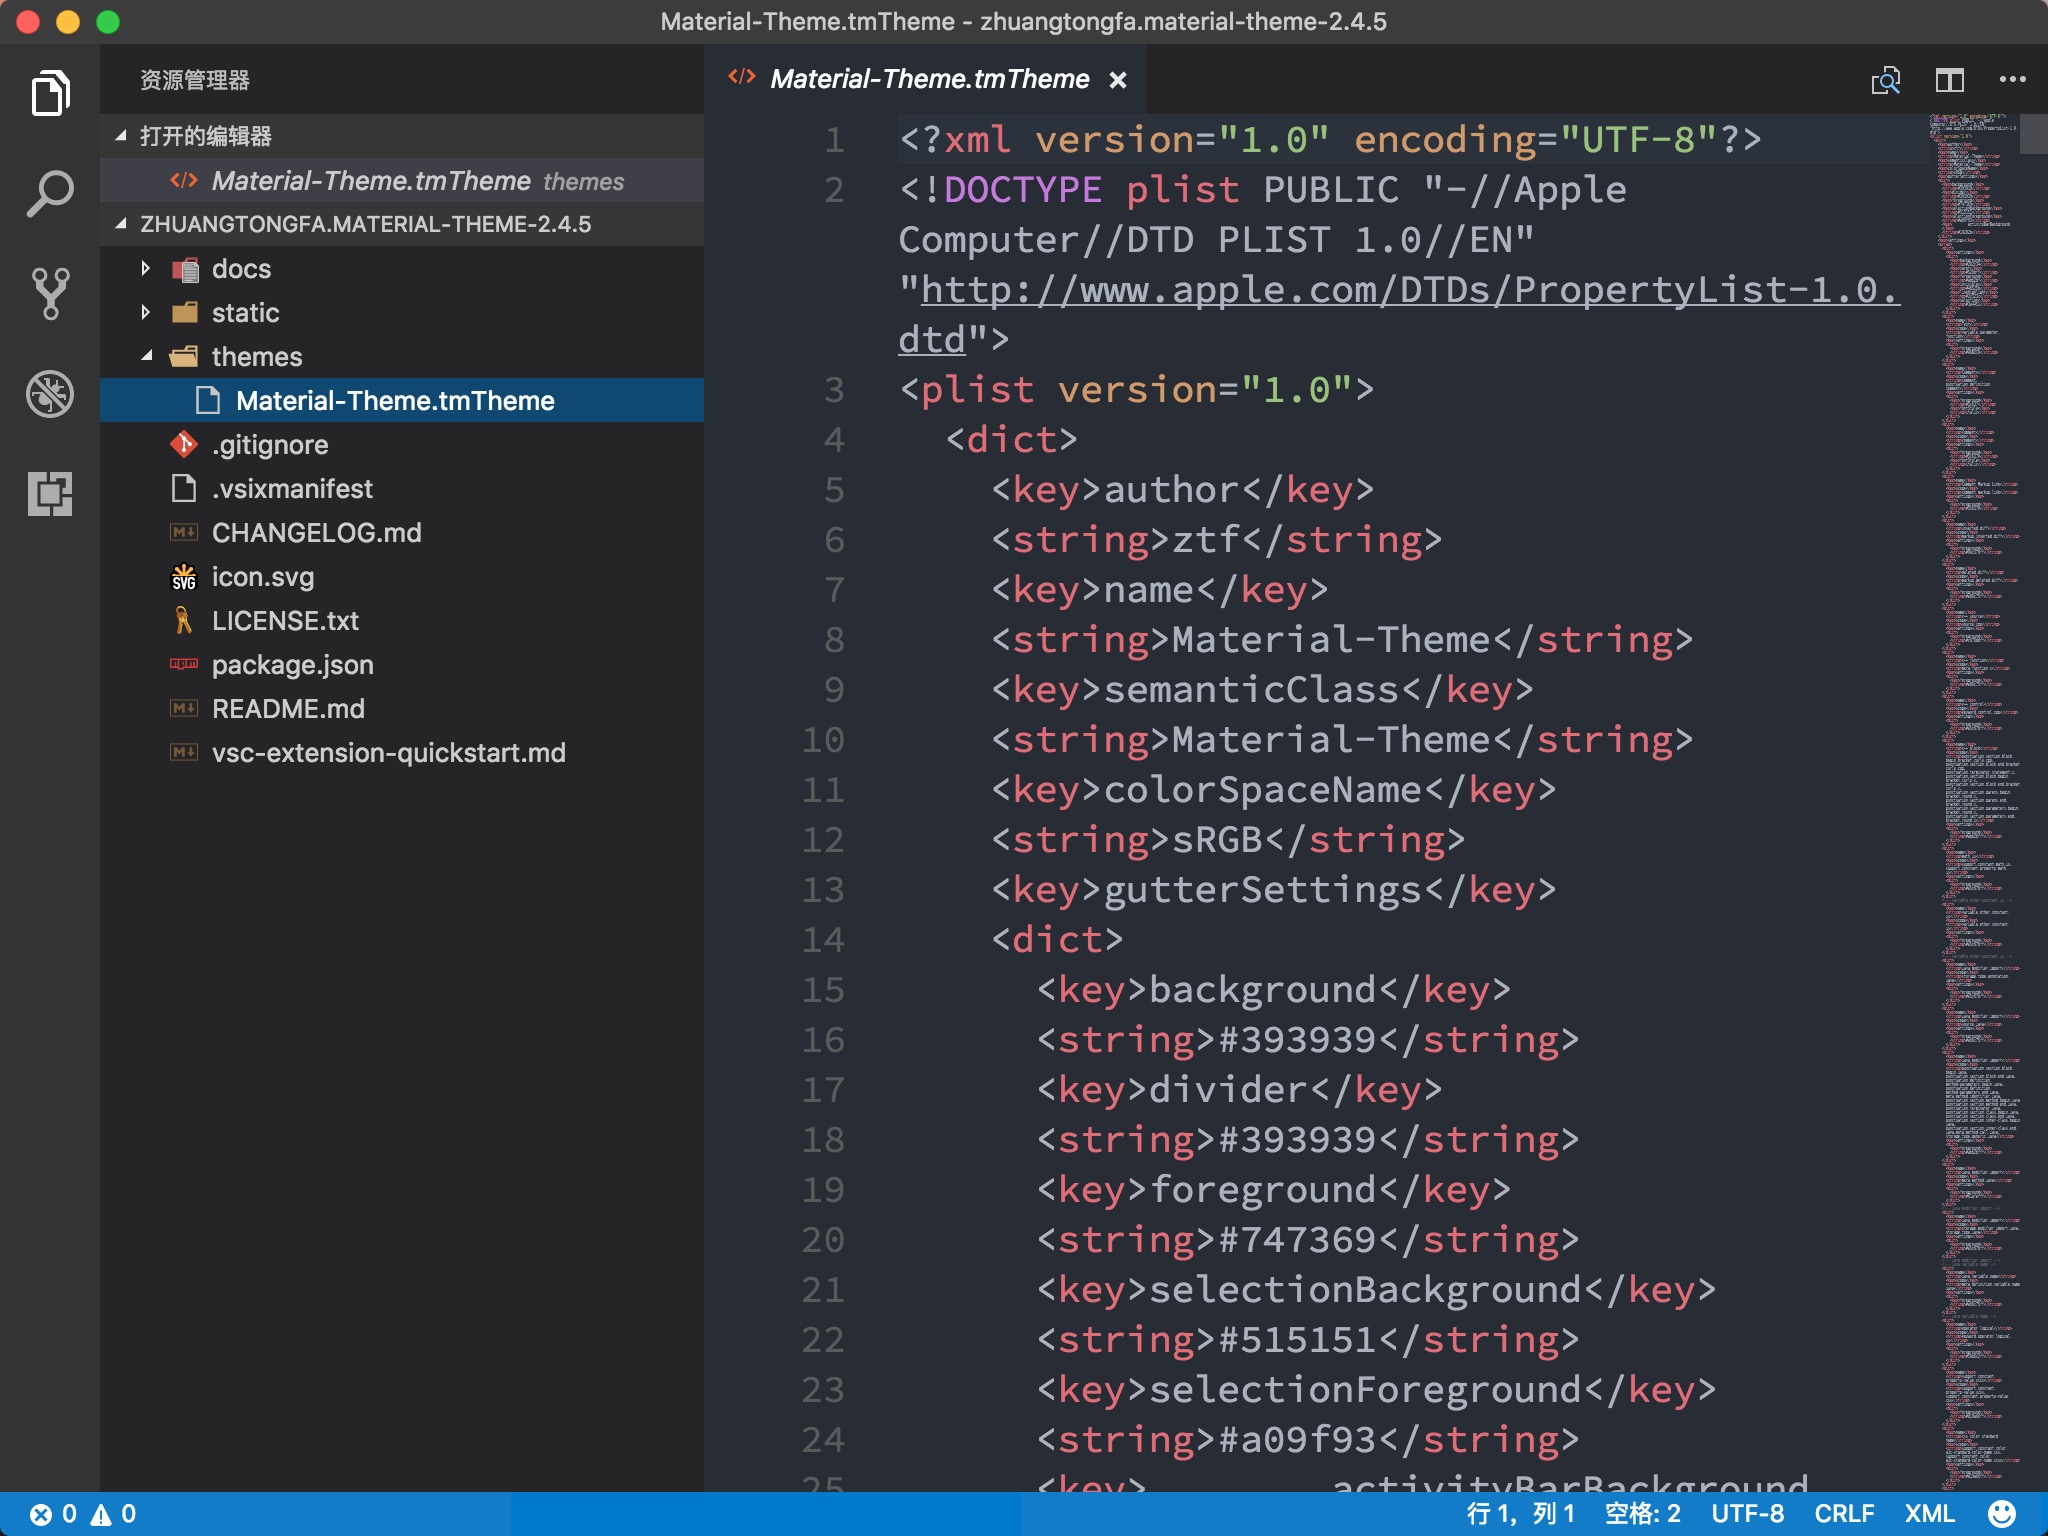 Material-Theme.tmTheme - zhuangtongfa.material-theme-2.4.5
资源管理器
打开的编辑器
Material-Theme.tmTheme themes
ZHUANGTONGFA.MATERIAL-THEME-2.4.5
docs
static
themes
Material-Theme.tmTheme
.gitignore
.vsixmanifest
CHANGELOG.md
icon.svg
LICENSE.txt
package.json
README.md
vsc-extension-quickstart.md
Material-Theme.tmTheme
1 <?xml version="1.0" encoding="UTF-8"?>
2 <!DOCTYPE plist PUBLIC "-//Apple
Computer//DTD PLIST 1.0//EN"
"http://www.apple.com/DTDs/PropertyList-1.0.
dtd">
3 <plist version="1.0">
4 <dict>
5 <key>author</key>
6 <string>ztf</string>
7 <key>name</key>
8 <string>Material-Theme</string>
9 <key>semanticClass</key>
10 <string>Material-Theme</string>
11 <key>colorSpaceName</key>
12 <string>sRGB</string>
13 <key>gutterSettings</key>
14 <dict>
15 <key>background</key>
16 <string>#393939</string>
17 <key>divider</key>
18 <string>#393939</string>
19 <key>foreground</key>
20 <string>#747369</string>
21 <key>selectionBackground</key>
22 <string>#515151</string>
23 <key>selectionForeground</key>
24 <string>#a09f93</string>
25 <key> activityBarBackground
0 0
行 1，列 1 空格: 2 UTF-8 CRLF XML